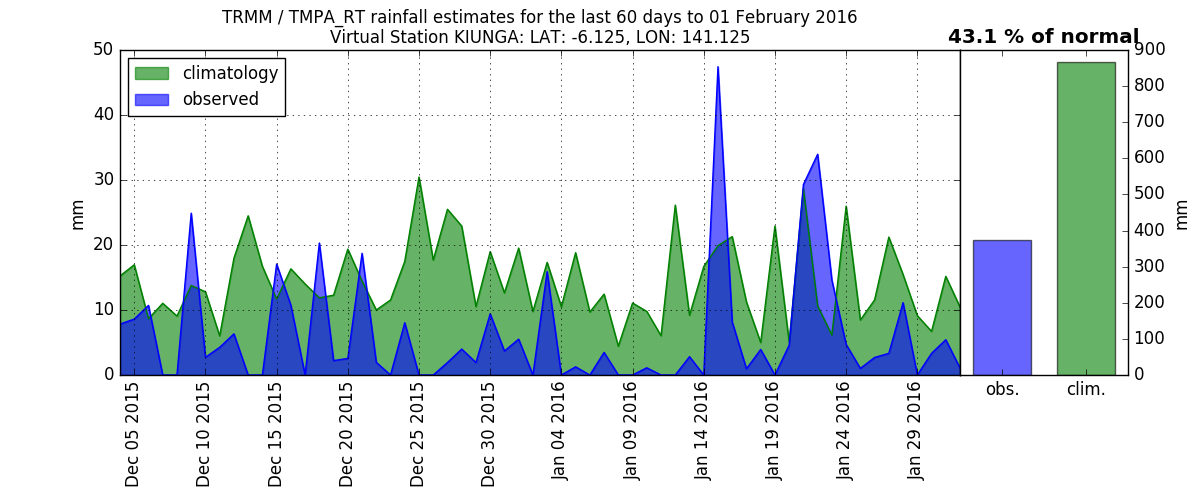 TRMM / TMPA_RT rainfall estimates for the last 60 days to 01 February 2016
Virtual Station KIUNGA: LAT: -6.125, LON: 141.125
43.1 % of normal
climatology
observed
50
40
30
20
10
0
mm
Dec 05 2015
Dec 10 2015
Dec 15 2015
Dec 20 2015
Dec 25 2015
Dec 30 2015
Jan 04 2016
Jan 09 2016
Jan 14 2016
Jan 19 2016
Jan 24 2016
Jan 29 2016
obs.
clim.
900
800
700
600
500
400
300
200
100
0
mm